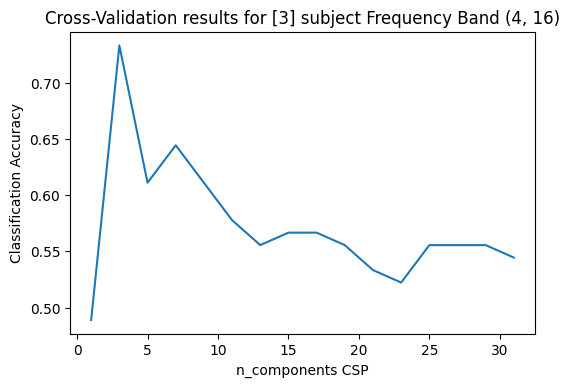 Cross-Validation results for [3] subject Frequency Band (4, 16)
Classification Accuracy
0.70
0.65
0.60
0.55
0.50
0 5 10 15 20 25 30
n_components CSP